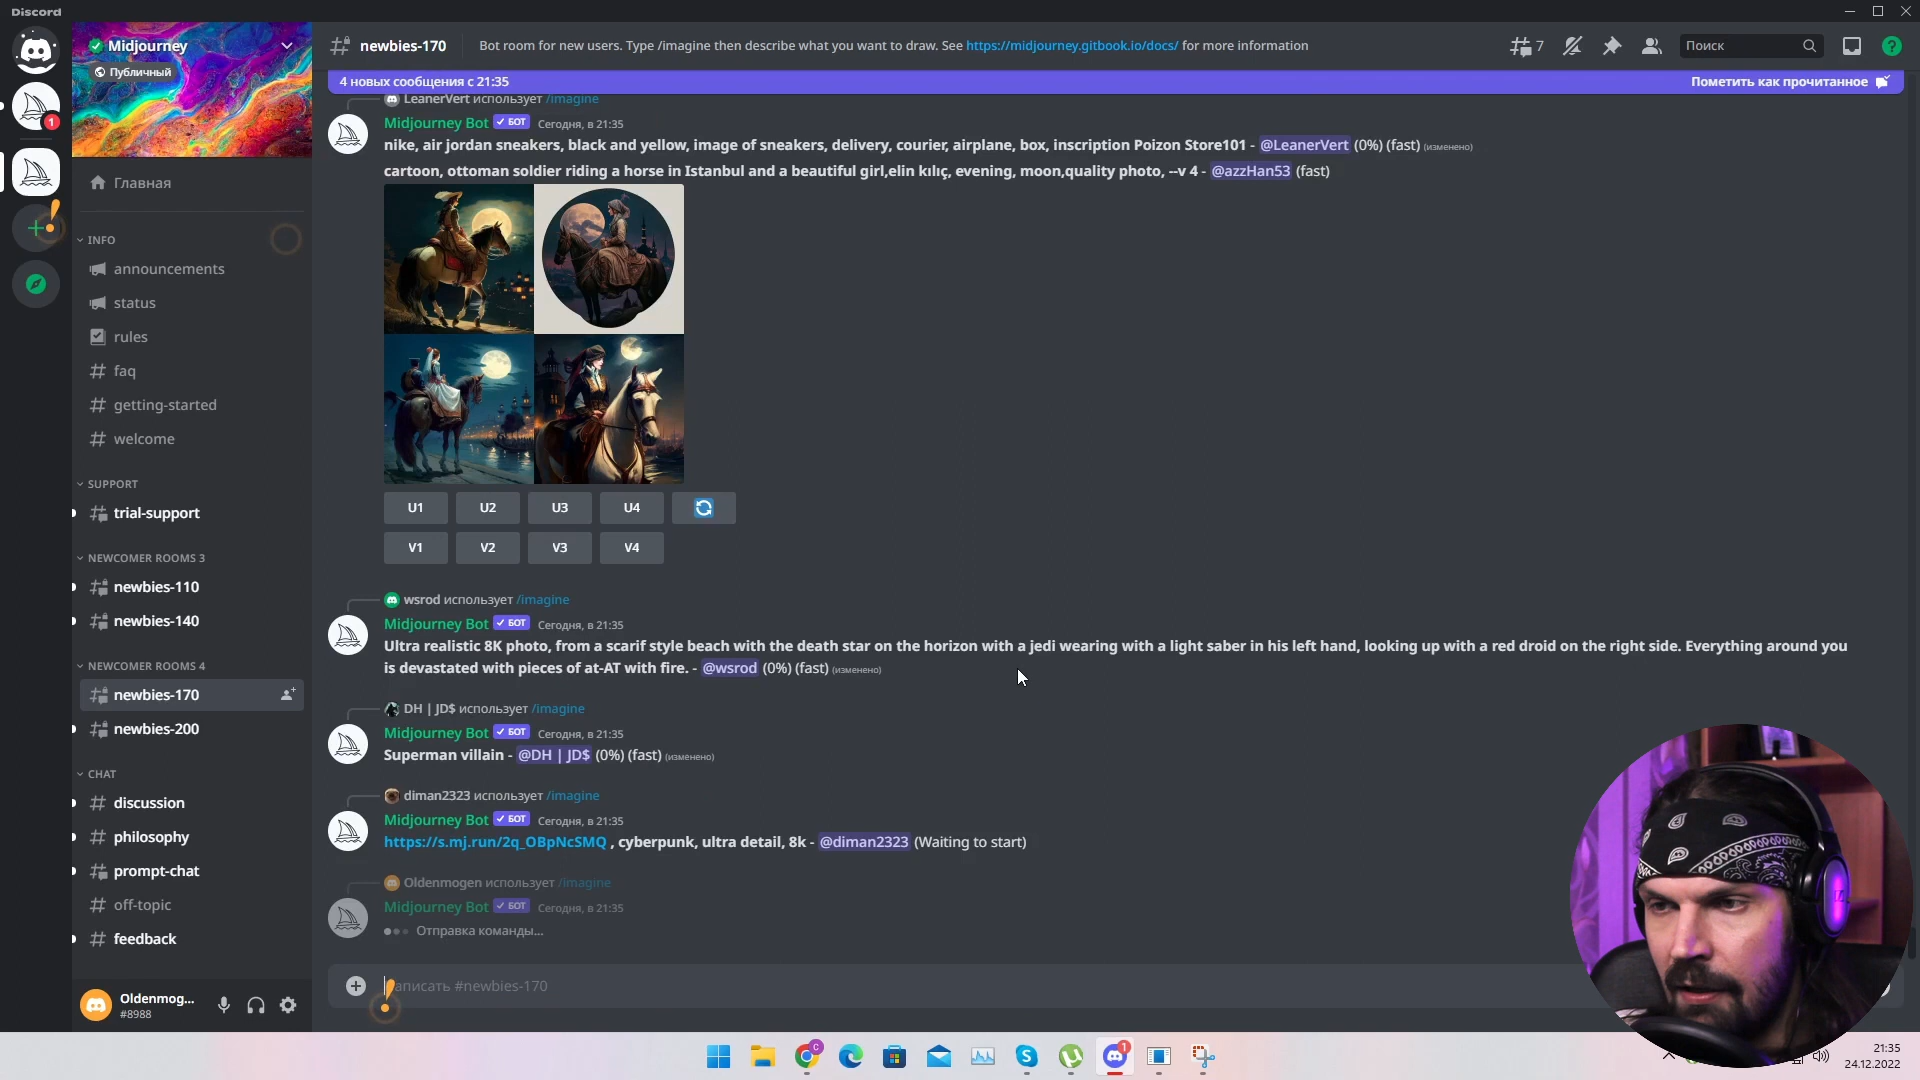 Discord
Midjourney
Публичный
Главная
INFO
announcements
status
rules
faq
getting-started
welcome
SUPPORT
trial-support
NEWCOMER ROOMS 3
newbies-110
newbies-140
NEWCOMER ROOMS 4
newbies-170
newbies-200
CHAT
discussion
philosophy
prompt-chat
off-topic
feedback
Oldenmog...
#8988
newbies-170
Bot room for new users. Type /imagine then describe what you want to draw. See https://midjourney.gitbook.io/docs/ for more information
7
Поиск
4 новых сообщения с 21:35
Пометить как прочитанное
LeanerVert использует /imagine
Midjourney Bot БОТ Сегодня, в 21:35
nike, air jordan sneakers, black and yellow, image of sneakers, delivery, courier, airplane, box, inscription Poizon Store101 - @LeanerVert (0%) (fast) (изменено)
cartoon, ottoman soldier riding a horse in Istanbul and a beautiful girl,elin kılıç, evening, moon,quality photo, --v 4 - @azzHan53 (fast)
U1 U2 U3 U4
V1 V2 V3 V4
wsrod использует /imagine
Midjourney Bot БОТ Сегодня, в 21:35
Ultra realistic 8K photo, from a scarif style beach with the death star on the horizon with a jedi wearing with a light saber in his left hand, looking up with a red droid on the right side. Everything around you
is devastated with pieces of at-AT with fire. - @wsrod (0%) (fast) (изменено)
DH | JD$ использует /imagine
Midjourney Bot БОТ Сегодня, в 21:35
Superman villain - @DH | JD$ (0%) (fast) (изменено)
diman2323 использует /imagine
Midjourney Bot БОТ Сегодня, в 21:35
https://s.mj.run/2q_OBpNcSMQ , cyberpunk, ultra detail, 8k - @diman2323 (Waiting to start)
Oldenmogen использует /imagine
Midjourney Bot БОТ Сегодня, в 21:35
Отправка команды...
аписать #newbies-170
1
1
C
21:35
24.12.2022